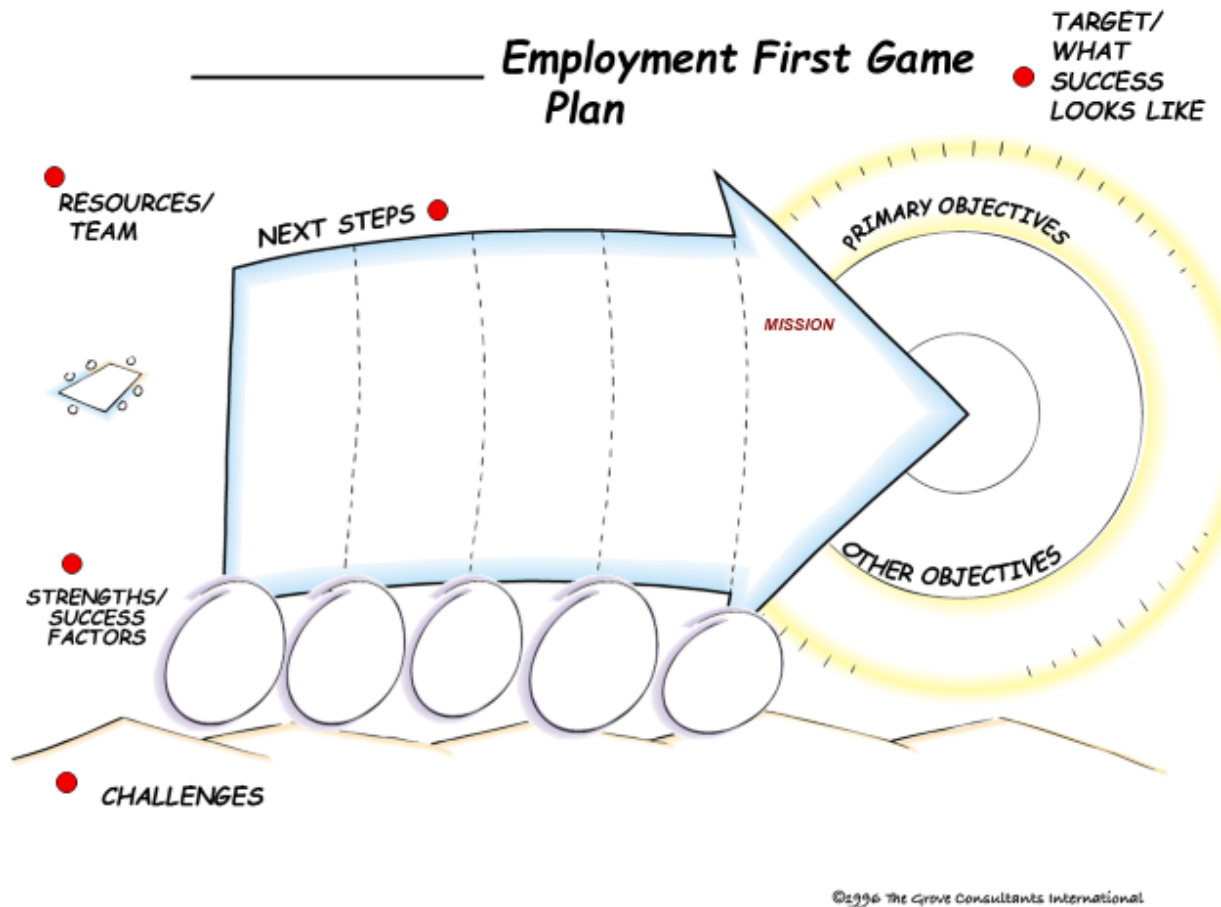 ____________ Employment First Game
Plan
TARGET/
WHAT
SUCCESS
LOOKS LIKE
RESOURCES/
TEAM
NEXT STEPS
PRIMARY OBJECTIVES
MISSION
OTHER OBJECTIVES
STRENGTHS/
SUCCESS
FACTORS
CHALLENGES
©1996 The Grove Consultants International